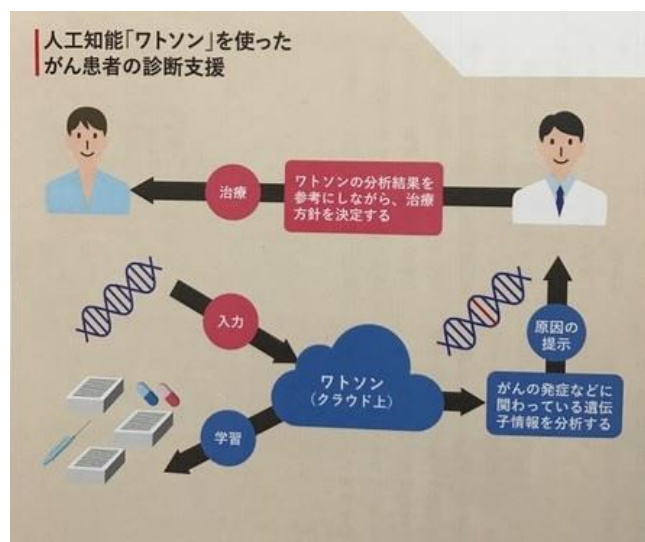 人工知能「ワトソン」を使った
がん患者の診断支援
治療
ワトソンの分析結果を
参考にしながら、治療
方針を決定する
入力
原因の
提示
ワトソン
（クラウド上）
がんの発症などに
関わっている遺伝
子情報を分析する
学習